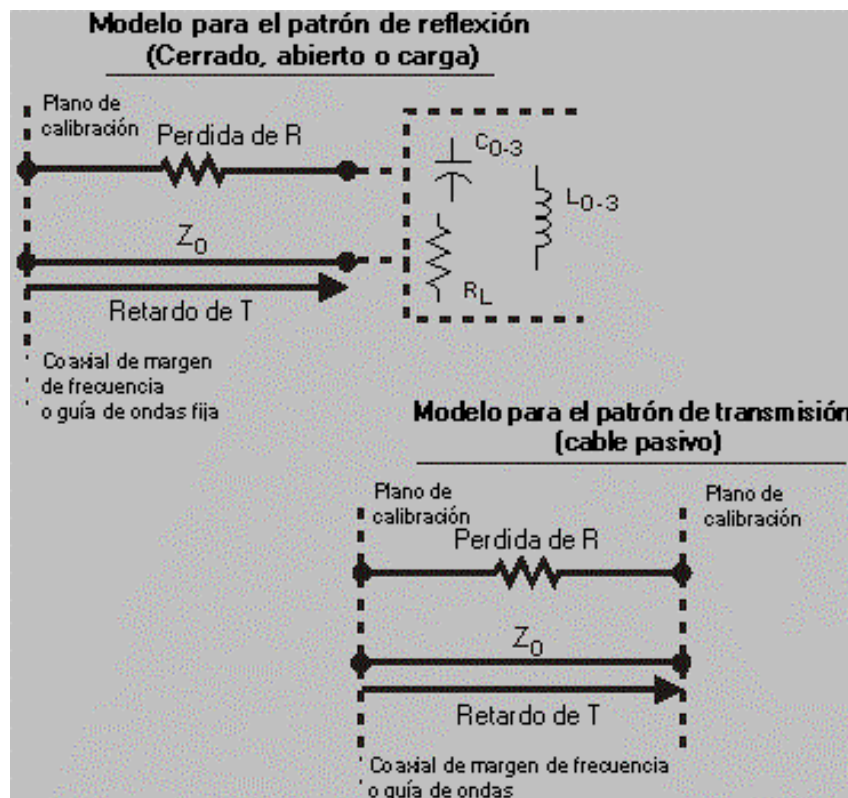 Modelo para el patrón de reflexión
(Cerrado, abierto o carga)
Plano de
calibración
Perdida de R
C0-3
L0-3
Z0
RL
Retardo de T
Coaxial de margen
de frecuencia
o guía de ondas fija
Modelo para el patrón de transmisión
(cable pasivo)
Plano de
calibración
Plano de
calibración
Perdida de R
Z0
Retardo de T
Coaxial de margen de frecuencia
o guía de ondas